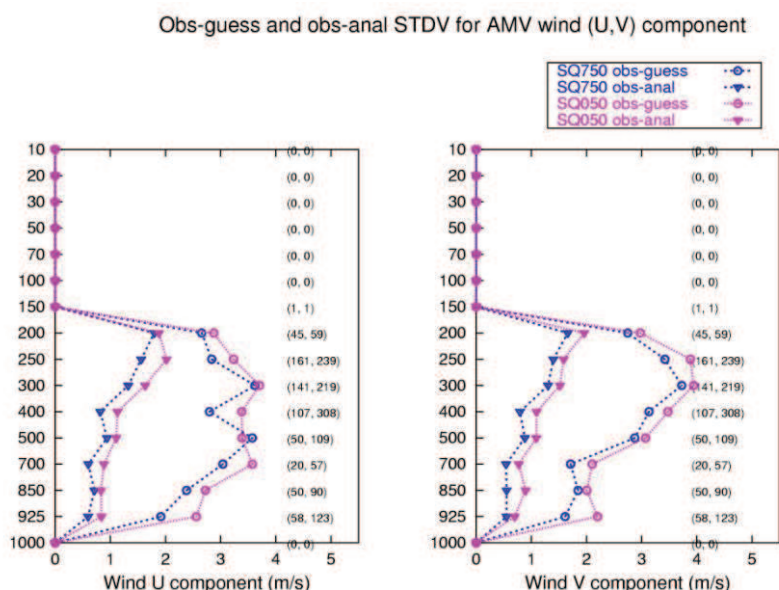 Obs-guess and obs-anal STDV for AMV wind (U,V) component
SQ750 obs-guess
SQ750 obs-anal
SQ050 obs-guess
SQ050 obs-anal
10 (0, 0)
20 (0, 0)
30 (0, 0)
50 (0, 0)
70 (0, 0)
100 (0, 0)
150 (1, 1)
200 (45, 59)
250 (161, 239)
300 (141, 219)
400 (107, 308)
500 (50, 109)
700 (20, 57)
850 (50, 90)
925 (58, 123)
1000 (0, 0)
0 1 2 3 4 5
Wind U component (m/s)
10 (0, 0)
20 (0, 0)
30 (0, 0)
50 (0, 0)
70 (0, 0)
100 (0, 0)
150 (1, 1)
200 (45, 59)
250 (161, 239)
300 (141, 219)
400 (107, 308)
500 (50, 109)
700 (20, 57)
850 (50, 90)
925 (58, 123)
1000 (0, 0)
0 1 2 3 4 5
Wind V component (m/s)